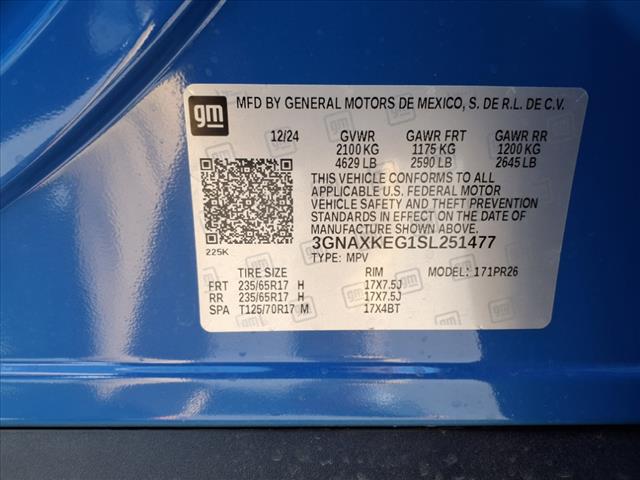 gm MFD BY GENERAL MOTORS DE MEXICO, S. DE R.L. DE C.V.
12/24 GVWR GAWR FRT GAWR RR
2100 KG 1175 KG 1200 KG
4629 LB 2590 LB 2645 LB
THIS VEHICLE CONFORMS TO ALL
APPLICABLE U.S. FEDERAL MOTOR
VEHICLE SAFETY AND THEFT PREVENTION
STANDARDS IN EFFECT ON THE DATE OF
MANUFACTURE SHOWN ABOVE.
3GNAXKEG1SL251477
225K TYPE: MPV MODEL: 171PR26
TIRE SIZE RIM
FRT 235/65R17 H 17X7.5J
RR 235/65R17 H 17X7.5J
SPA T125/70R17 M 17X4BT